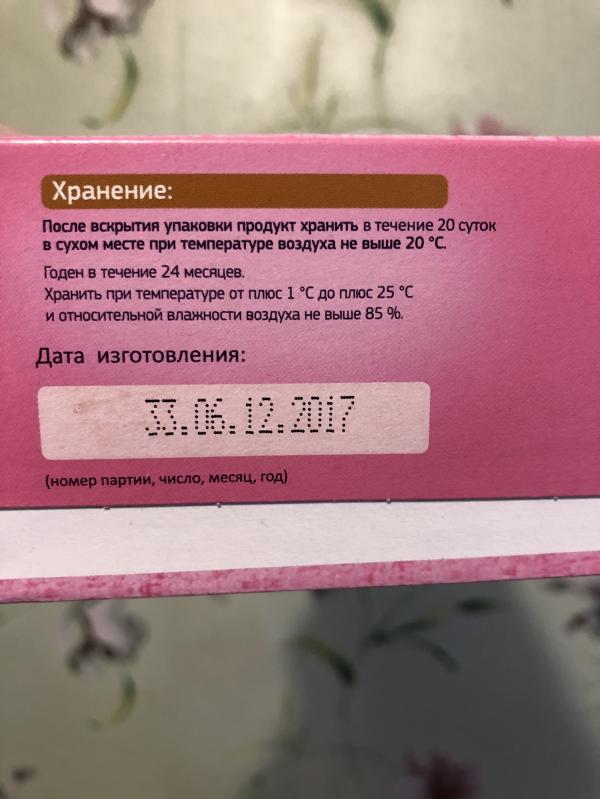 Хранение:
После вскрытия упаковки продукт хранить в течение 20 суток
в сухом месте при температуре воздуха не выше 20 °С.
Годен в течение 24 месяцев.
Хранить при температуре от плюс 1 °С до плюс 25 °С
и относительной влажности воздуха не выше 85 %.
Дата изготовления:
33.06.12.2017
(номер партии, число, месяц, год)